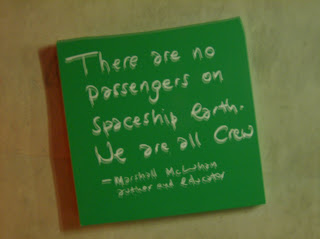 There are no
passengers on
spaceship earth.
We are all Crew
- Marshall McLuhan
author and educator